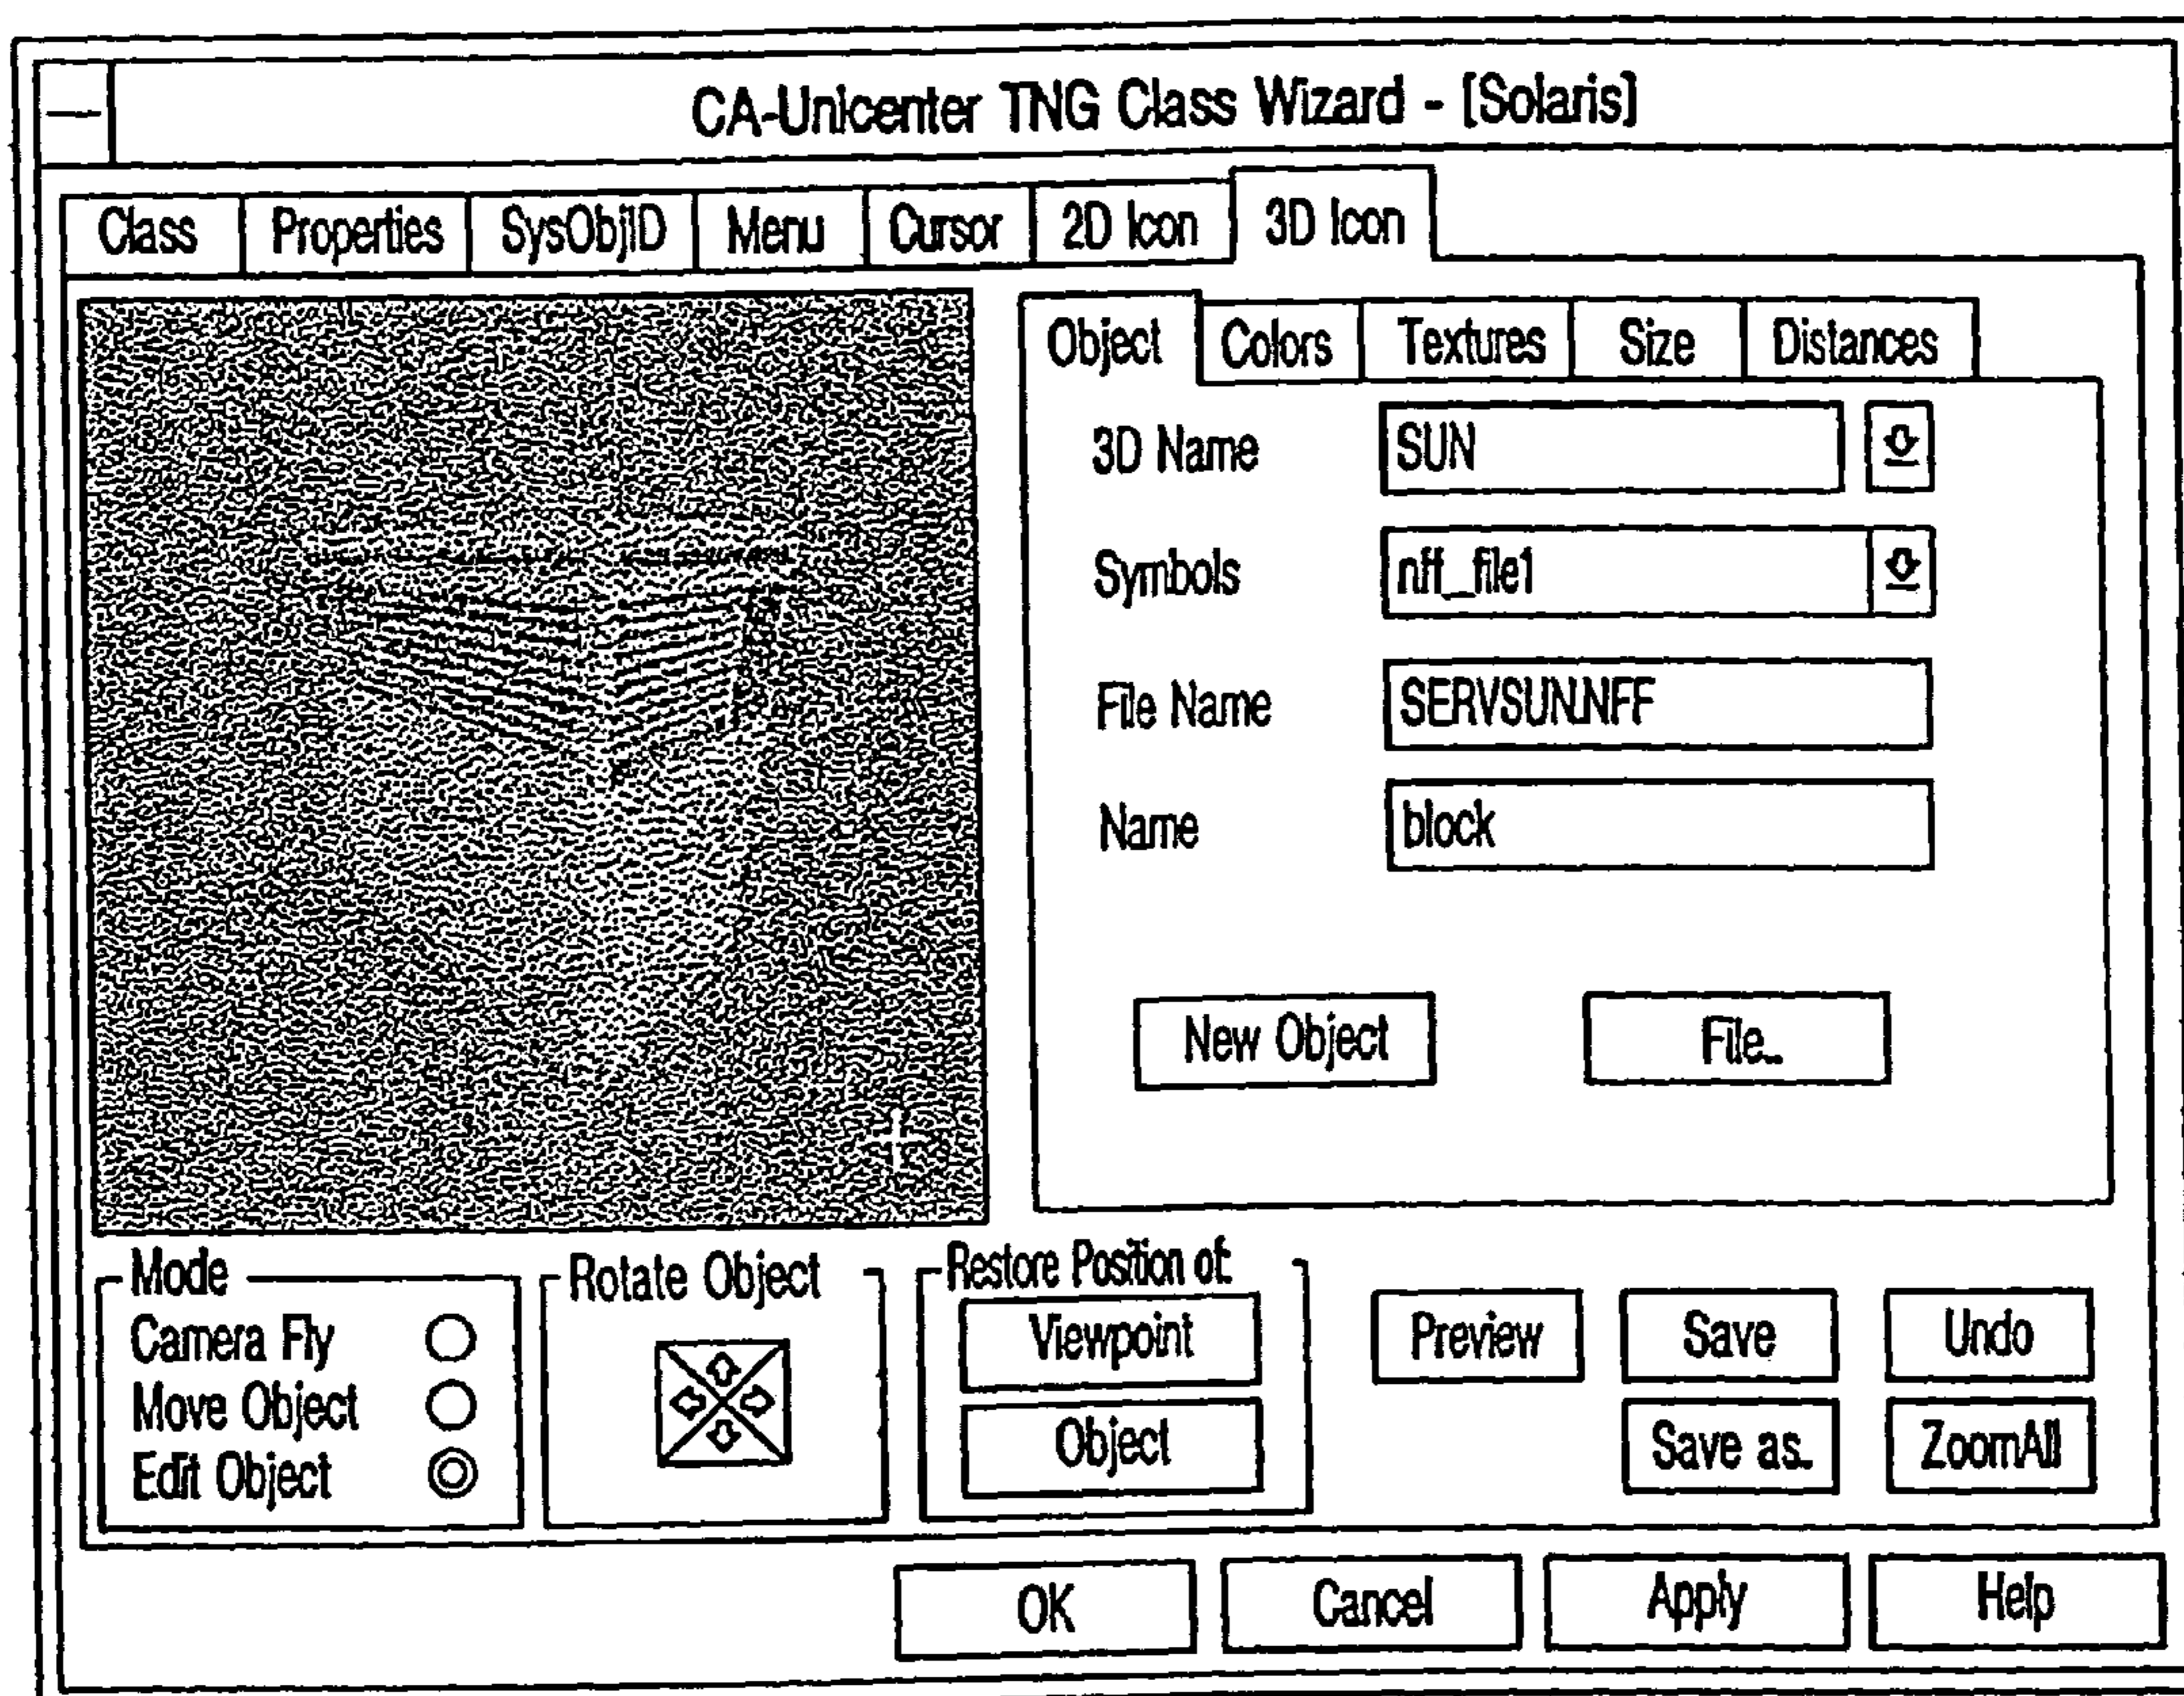 CA-Unicenter TNG Class Wizard - [Solaris]
Class Properties SysObjID Menu Cursor 2D Icon 3D Icon
Object Colors Textures Size Distances
3D Name SUN
Symbols nff_file1
File Name SERVSUN.NFF
Name block
New Object File..
Mode
Camera Fly
Move Object
Edit Object
Rotate Object
Restore Position of:
Viewpoint
Object
Preview Save Undo
Save as.. ZoomAll
OK Cancel Apply Help